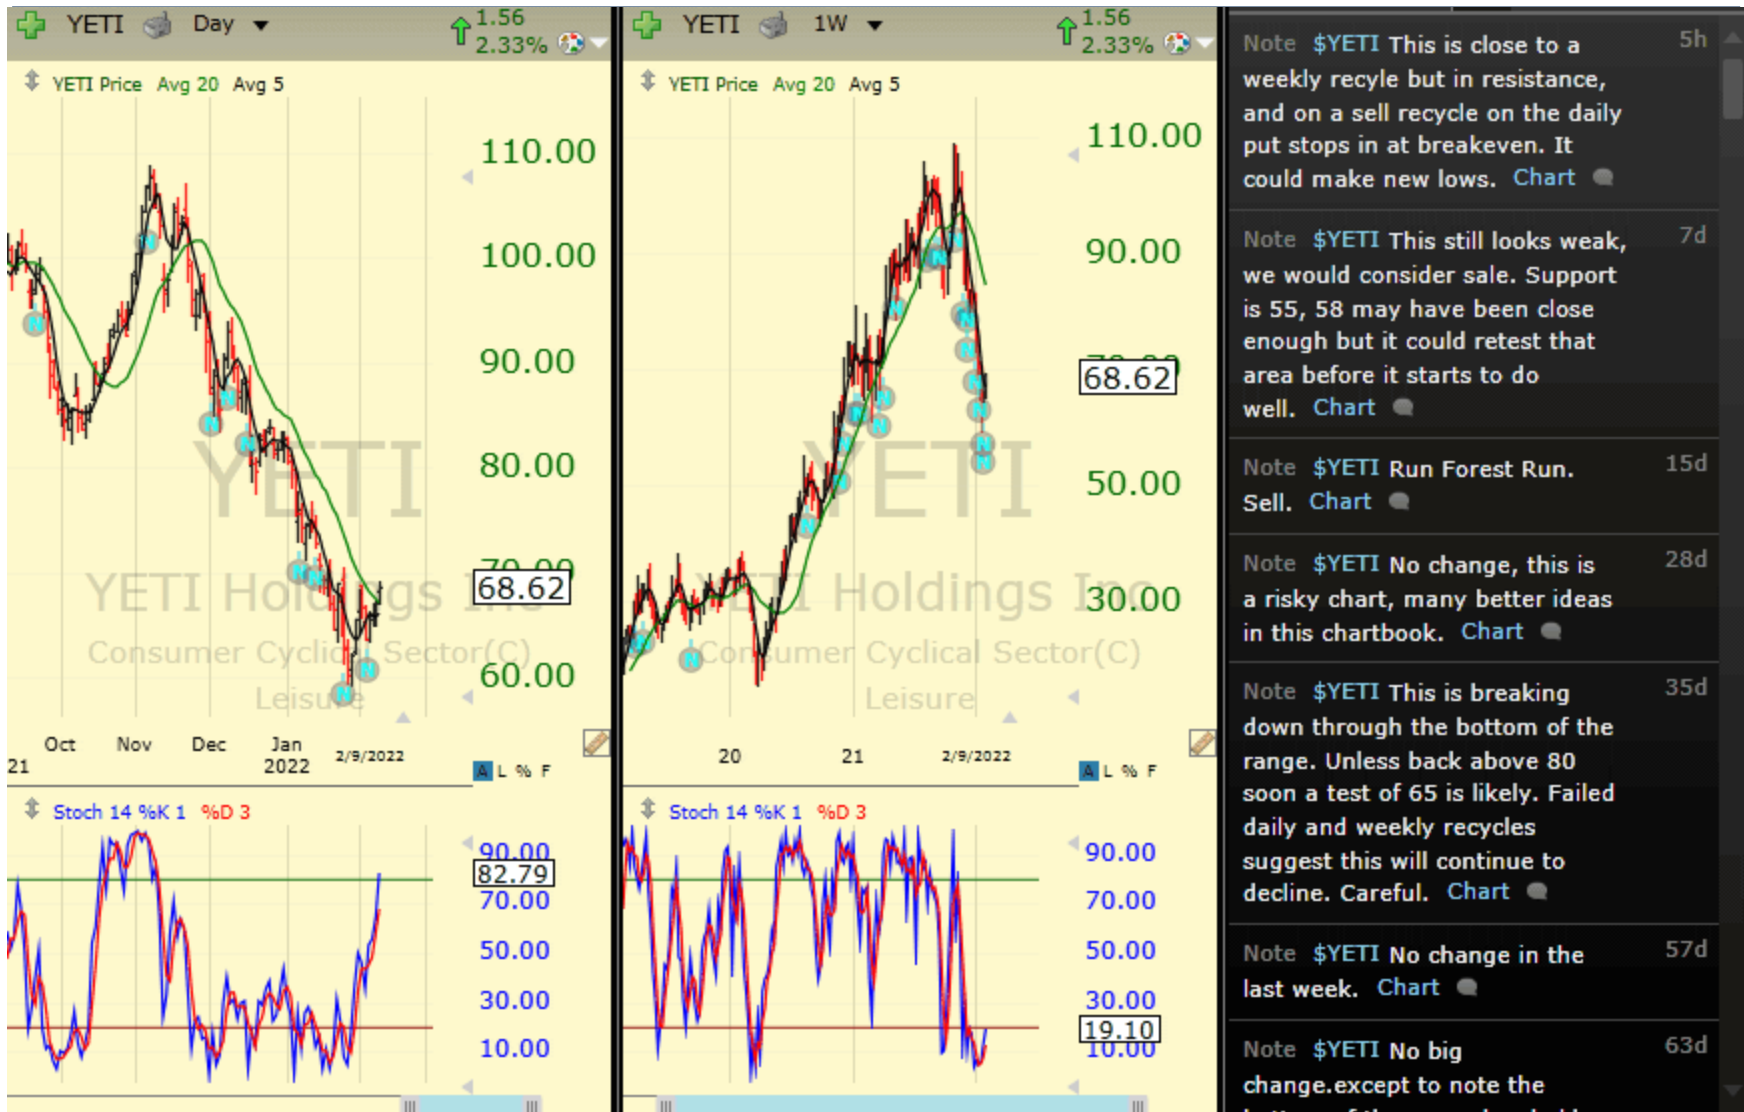 YETI Day
1.56
2.33%
YETI Price Avg 20 Avg 5
110.00
100.00
90.00
80.00
70.00
68.62
60.00
YETI
YETI Holdings Inc
Consumer Cyclical Sector(C)
Leisure
Oct Nov Dec Jan 2/9/2022
21 2022
A L % F
Stoch 14 %K 1 %D 3
90.00
82.79
70.00
50.00
30.00
10.00
YETI 1W
1.56
2.33%
YETI Price Avg 20 Avg 5
110.00
90.00
70.00
68.62
50.00
30.00
YETI
YETI Holdings Inc
Consumer Cyclical Sector(C)
Leisure
20 21 2/9/2022
A L % F
Stoch 14 %K 1 %D 3
90.00
70.00
50.00
30.00
19.10
10.00
Note $YETI This is close to a 5h
weekly recyle but in resistance,
and on a sell recycle on the daily
put stops in at breakeven. It
could make new lows. Chart
Note $YETI This still looks weak, 7d
we would consider sale. Support
is 55, 58 may have been close
enough but it could retest that
area before it starts to do
well. Chart
Note $YETI Run Forest Run. 15d
Sell. Chart
Note $YETI No change, this is 28d
a risky chart, many better ideas
in this chartbook. Chart
Note $YETI This is breaking 35d
down through the bottom of the
range. Unless back above 80
soon a test of 65 is likely. Failed
daily and weekly recycles
suggest this will continue to
decline. Careful. Chart
Note $YETI No change in the 57d
last week. Chart
Note $YETI No big 63d
change.except to note the